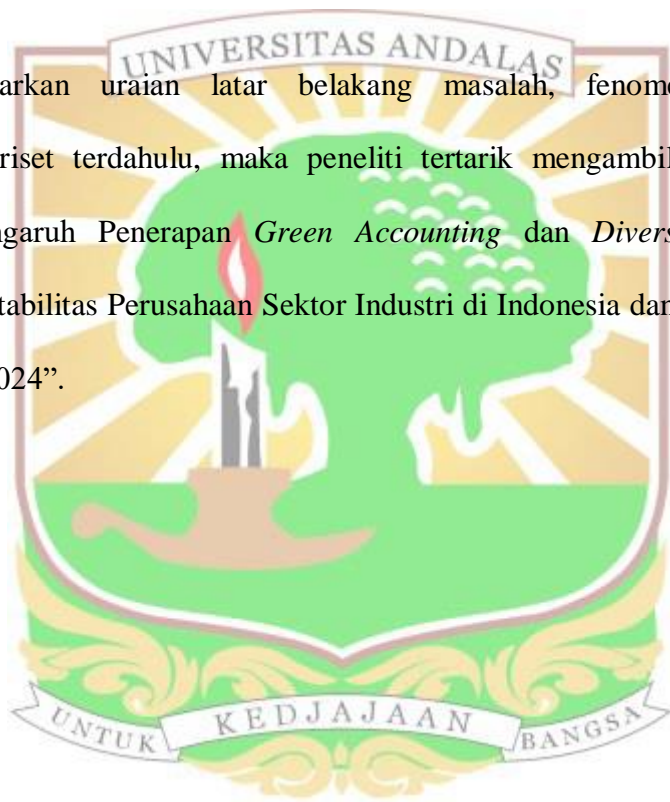 UNIVERSITAS ANDALAS
arkan uraian latar belakang masalah, fenome
riset terdahulu, maka peneliti tertarik mengambil
ngaruh Penerapan Green Accounting dan Divers
tabilitas Perusahaan Sektor Industri di Indonesia dan
024”.
UNTUK KEDJAJAAN BANGSA